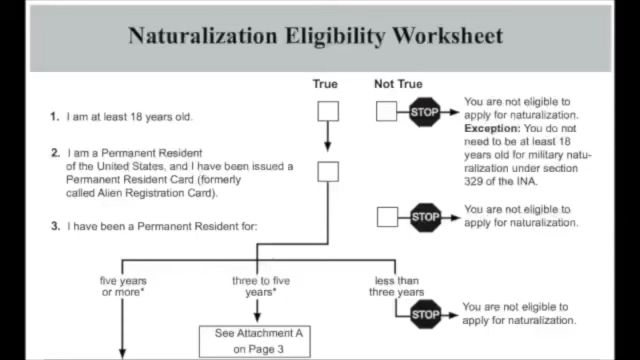 Naturalization Eligibility Worksheet
True
Not True
1. I am at least 18 years old.
STOP
You are not eligible to
apply for naturalization.
Exception: You do not
need to be at least 18
years old for military natu-
ralization under section
329 of the INA.
2. I am a Permanent Resident
of the United States, and I have been issued a
Permanent Resident Card (formerly
called Alien Registration Card).
STOP
You are not eligible to
apply for naturalization.
3. I have been a Permanent Resident for:
five years
or more*
three to five
years*
less than
three years
See Attachment A
on Page 3
STOP
You are not eligible to
apply for naturalization.